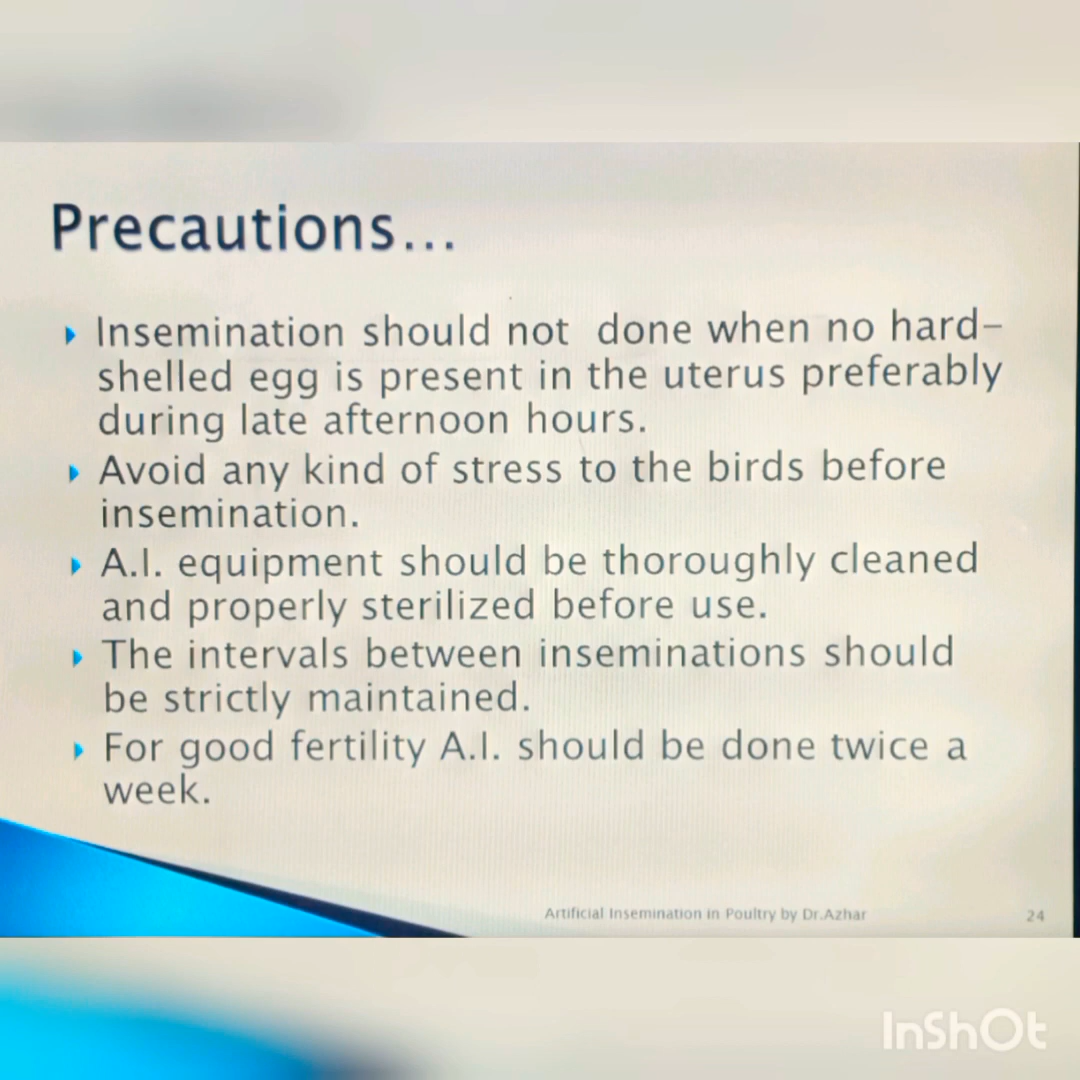 Precautions...
Insemination should not done when no hard-
shelled egg is present in the uterus preferably
during late afternoon hours.
Avoid any kind of stress to the birds before
insemination.
A.I. equipment should be thoroughly cleaned
and properly sterilized before use.
The intervals between inseminations should
be strictly maintained.
For good fertility A.I. should be done twice a
week.
Artificial Insemination in Poultry by Dr.Azhar 24
InShOt